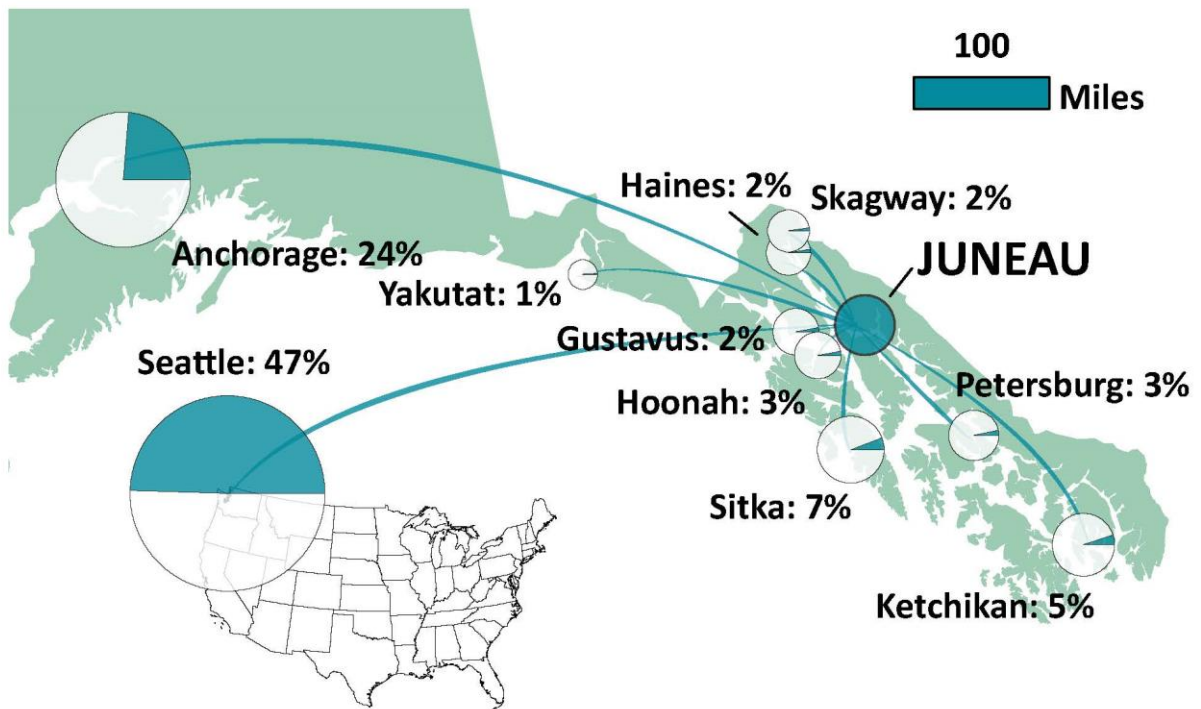 100
Miles
Haines: 2%
Skagway: 2%
JUNEAU
Anchorage: 24%
Yakutat: 1%
Gustavus: 2%
Seattle: 47%
Petersburg: 3%
Hoonah: 3%
Sitka: 7%
Ketchikan: 5%